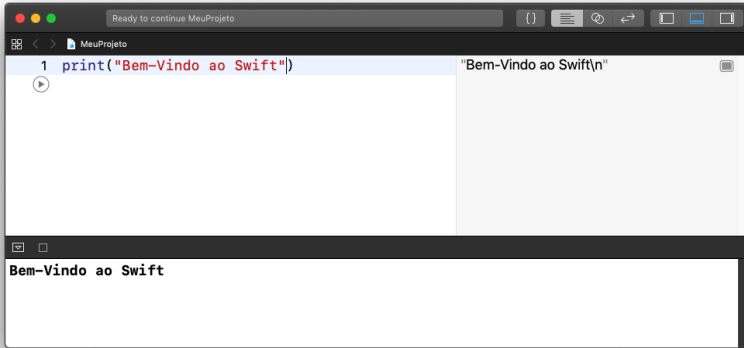 Ready to continue MeuProjeto
{}
MeuProjeto
1 print("Bem-Vindo ao Swift")
"Bem-Vindo ao Swift\n"
Bem-Vindo ao Swift